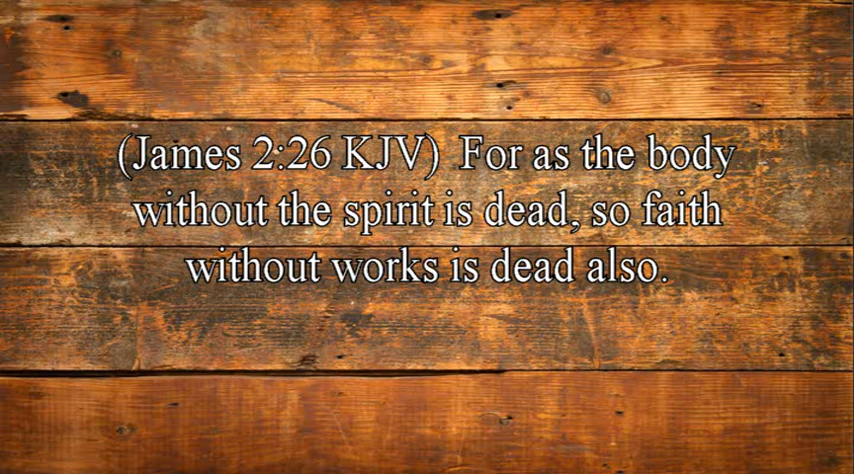 (James 2:26 KJV)  For as the body
without the spirit is dead, so faith
without works is dead also.